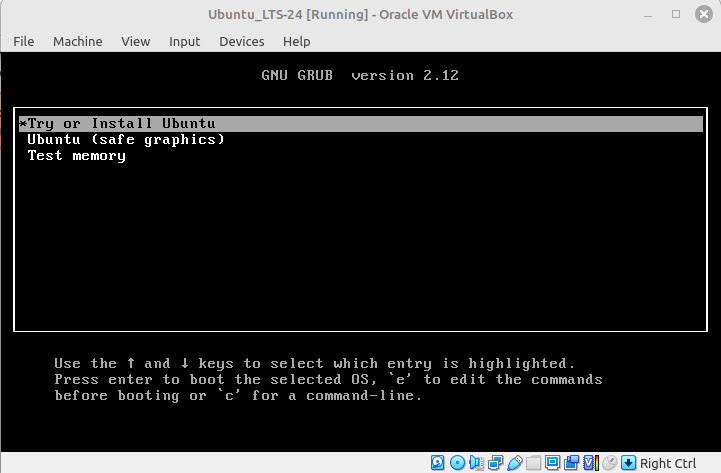 Ubuntu_LTS-24 [Running] - Oracle VM VirtualBox
File Machine View Input Devices Help
GNU GRUB version 2.12
*Try or Install Ubuntu
Ubuntu (safe graphics)
Test memory
Use the ↑ and ↓ keys to select which entry is highlighted.
Press enter to boot the selected OS, `e' to edit the commands
before booting or `c' for a command-line.
Right Ctrl